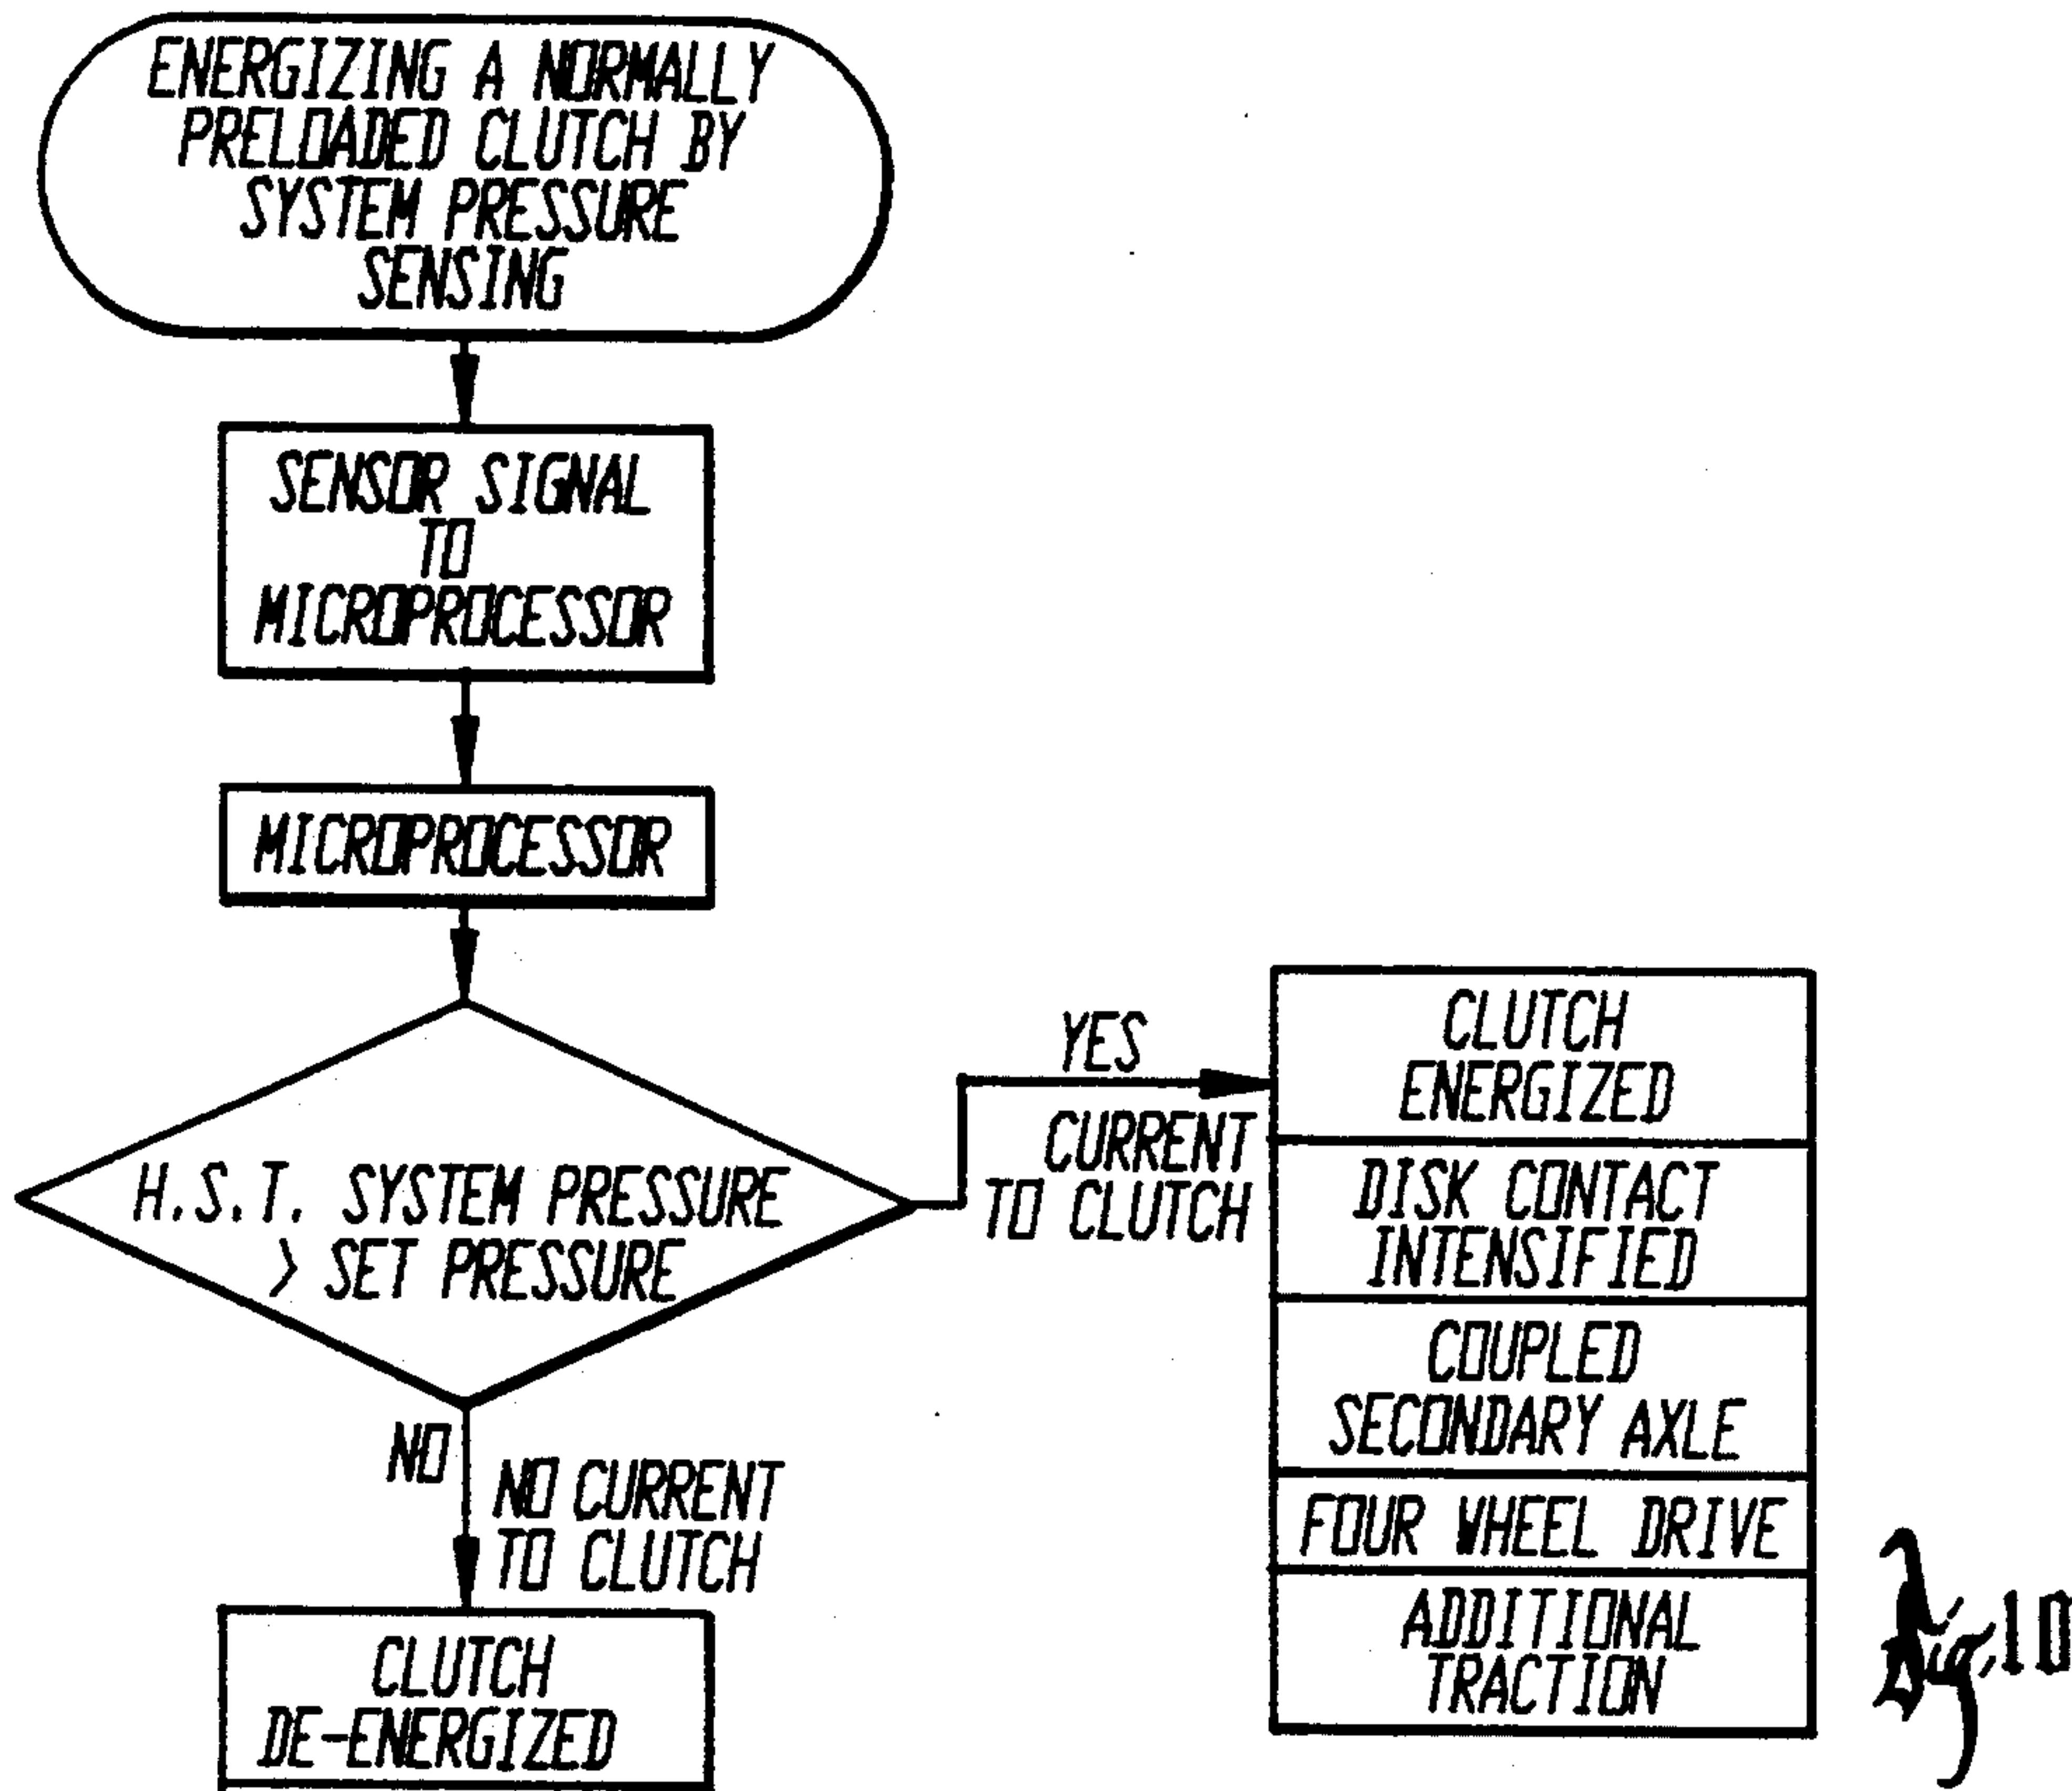 ENERGIZING A NORMALLY
PRELOADED CLUTCH BY
SYSTEM PRESSURE
SENSING
SENSOR SIGNAL
TO
MICROPROCESSOR
MICROPROCESSOR
H.S.T. SYSTEM PRESSURE
> SET PRESSURE
YES
CURRENT
TO CLUTCH
CLUTCH
ENERGIZED
DISK CONTACT
INTENSIFIED
COUPLED
SECONDARY AXLE
FOUR WHEEL DRIVE
ADDITIONAL
TRACTION
NO
NO CURRENT
TO CLUTCH
CLUTCH
DE-ENERGIZED
Fig. 10